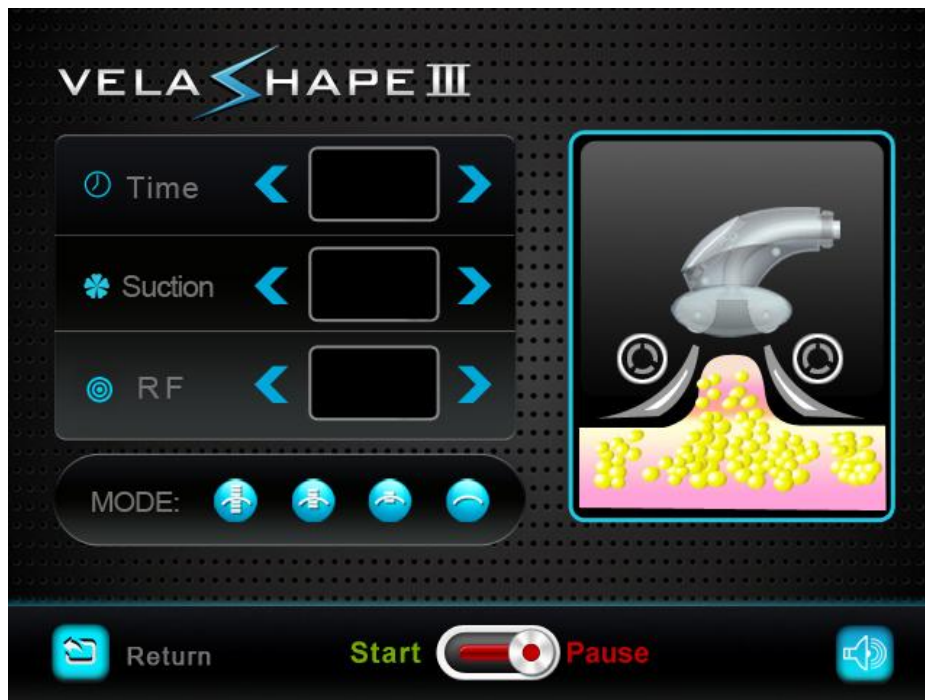 VELASHAPE III
Time
Suction
RF
MODE:
Return
Start Pause